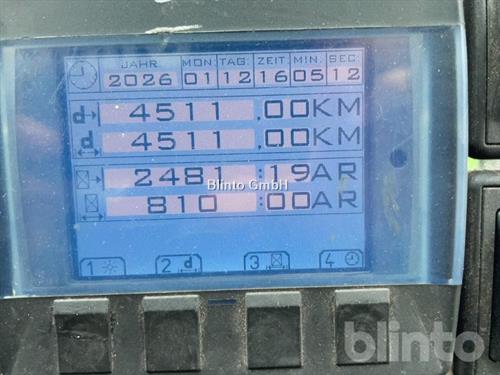 JAHR MON: TAG: ZEIT: MIN. SEC:
2026 01 12 16 05 12
d 4511 .00KM
d 4511 .00KM
2481 :19AR
Blinto GmbH
810 :00AR
1 2 d 3 4
blinto